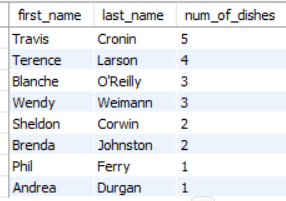 first_name last_name num_of_dishes
Travis Cronin 5
Terence Larson 4
Blanche O'Reilly 3
Wendy Weimann 3
Sheldon Corwin 2
Brenda Johnston 2
Phil Ferry 1
Andrea Durgan 1